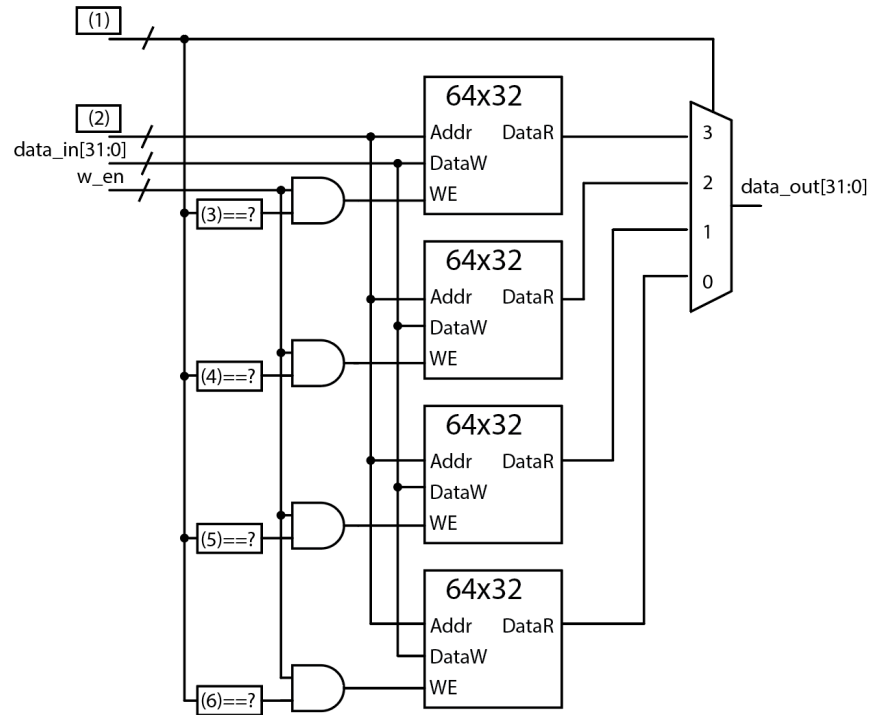 (1)
64x32
(2)
Addr
DataR
3
data_in[31:0]
DataW
w_en
WE
2
data_out[31:0]
(3)==?
1
64x32
0
Addr
DataR
DataW
WE
(4)==?
64x32
Addr
DataR
DataW
WE
(5)==?
64x32
Addr
DataR
DataW
WE
(6)==?